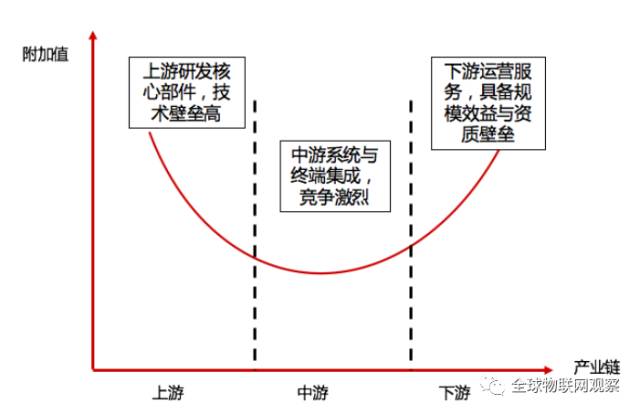 附加值
上游研发核
心部件，技
术壁垒高
中游系统与
终端集成，
竞争激烈
下游运营服
务，具备规
模效益与资
质壁垒
产业链
上游
中游
下游
全球物联网观察